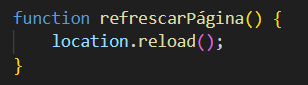 function refrescarPágina() {
    location.reload();
}